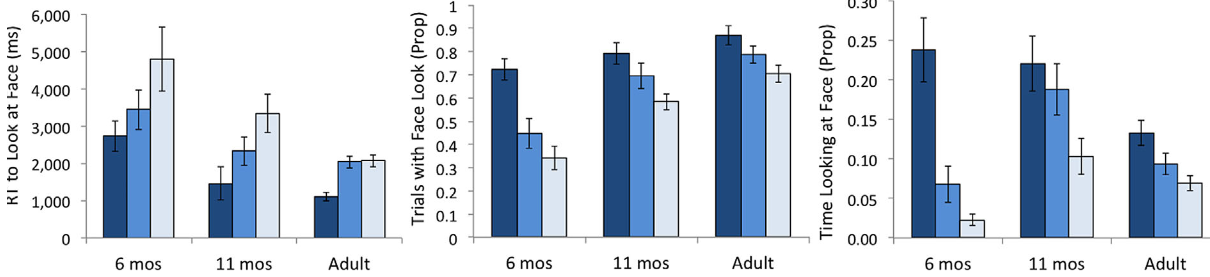 RT to Look at Face (ms)
6,000
5,000
4,000
3,000
2,000
1,000
0
6 mos
11 mos
Adult
Trials with Face Look (Prop)
1
0.9
0.8
0.7
0.6
0.5
0.4
0.3
0.2
0.1
0
6 mos
11 mos
Adult
Time Looking at Face (Prop)
0.30
0.25
0.20
0.15
0.10
0.05
0.00
6 mos
11 mos
Adult